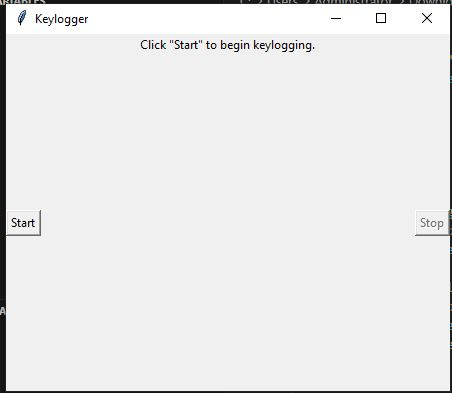 Keylogger
Click "Start" to begin keylogging.
Start
Stop